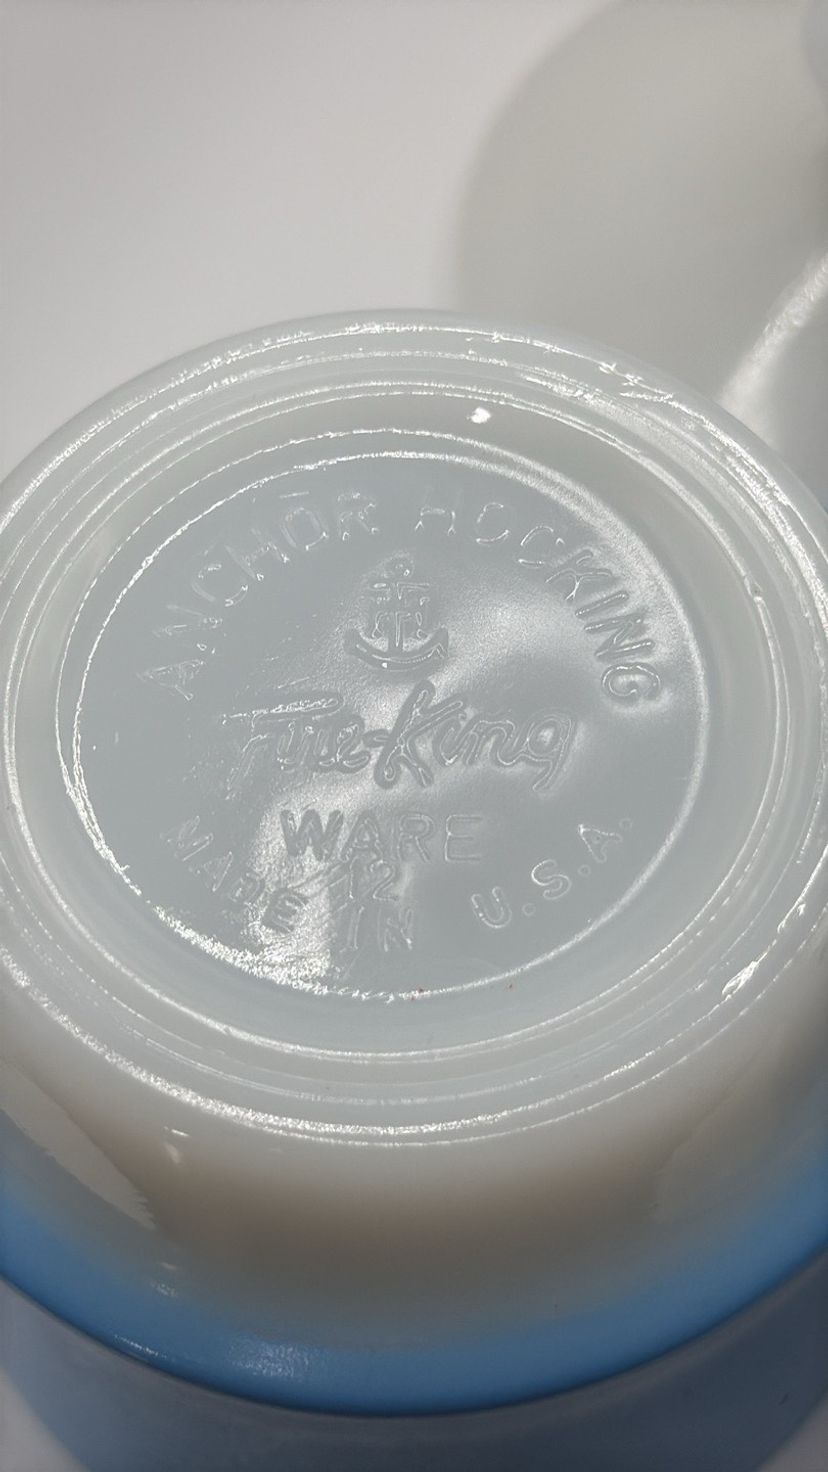 ANCHOR HOCKING
Fire-King
WARE
12
MADE IN U.S.A.